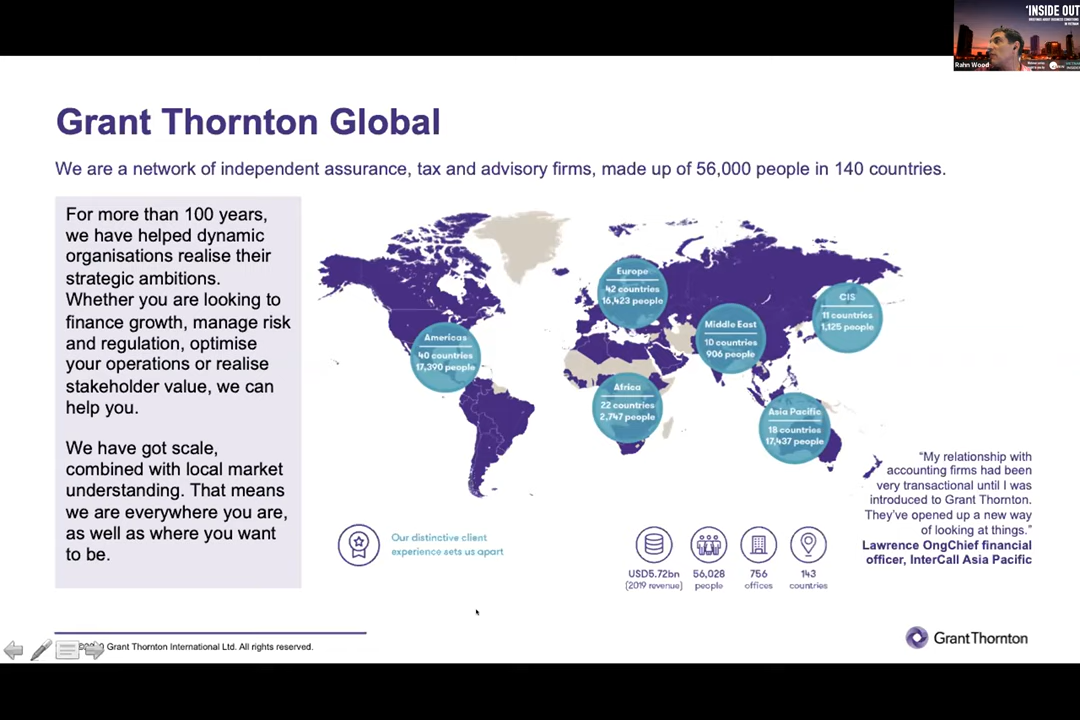 'INSIDE OUT
Rahn Wood
Grant Thornton Global
We are a network of independent assurance, tax and advisory firms, made up of 56,000 people in 140 countries.
For more than 100 years,
we have helped dynamic
organisations realise their
strategic ambitions.
Whether you are looking to
finance growth, manage risk
and regulation, optimise
your operations or realise
stakeholder value, we can
help you.
We have got scale,
combined with local market
understanding. That means
we are everywhere you are,
as well as where you want
to be.
Americas
40 countries
17,390 people
Europe
42 countries
16,423 people
Middle East
10 countries
906 people
CIS
11 countries
1,125 people
Africa
22 countries
2,747 people
Asia Pacific
18 countries
17,437 people
"My relationship with
accounting firms had been
very transactional until I was
introduced to Grant Thornton.
They've opened up a new way
of looking at things."
Lawrence OngChief financial
officer, InterCall Asia Pacific
Our distinctive client
experience sets us apart
USD5.72bn
(2019 revenue)
56,028
people
756
offices
143
countries
Grant Thornton International Ltd. All rights reserved.
GrantThornton